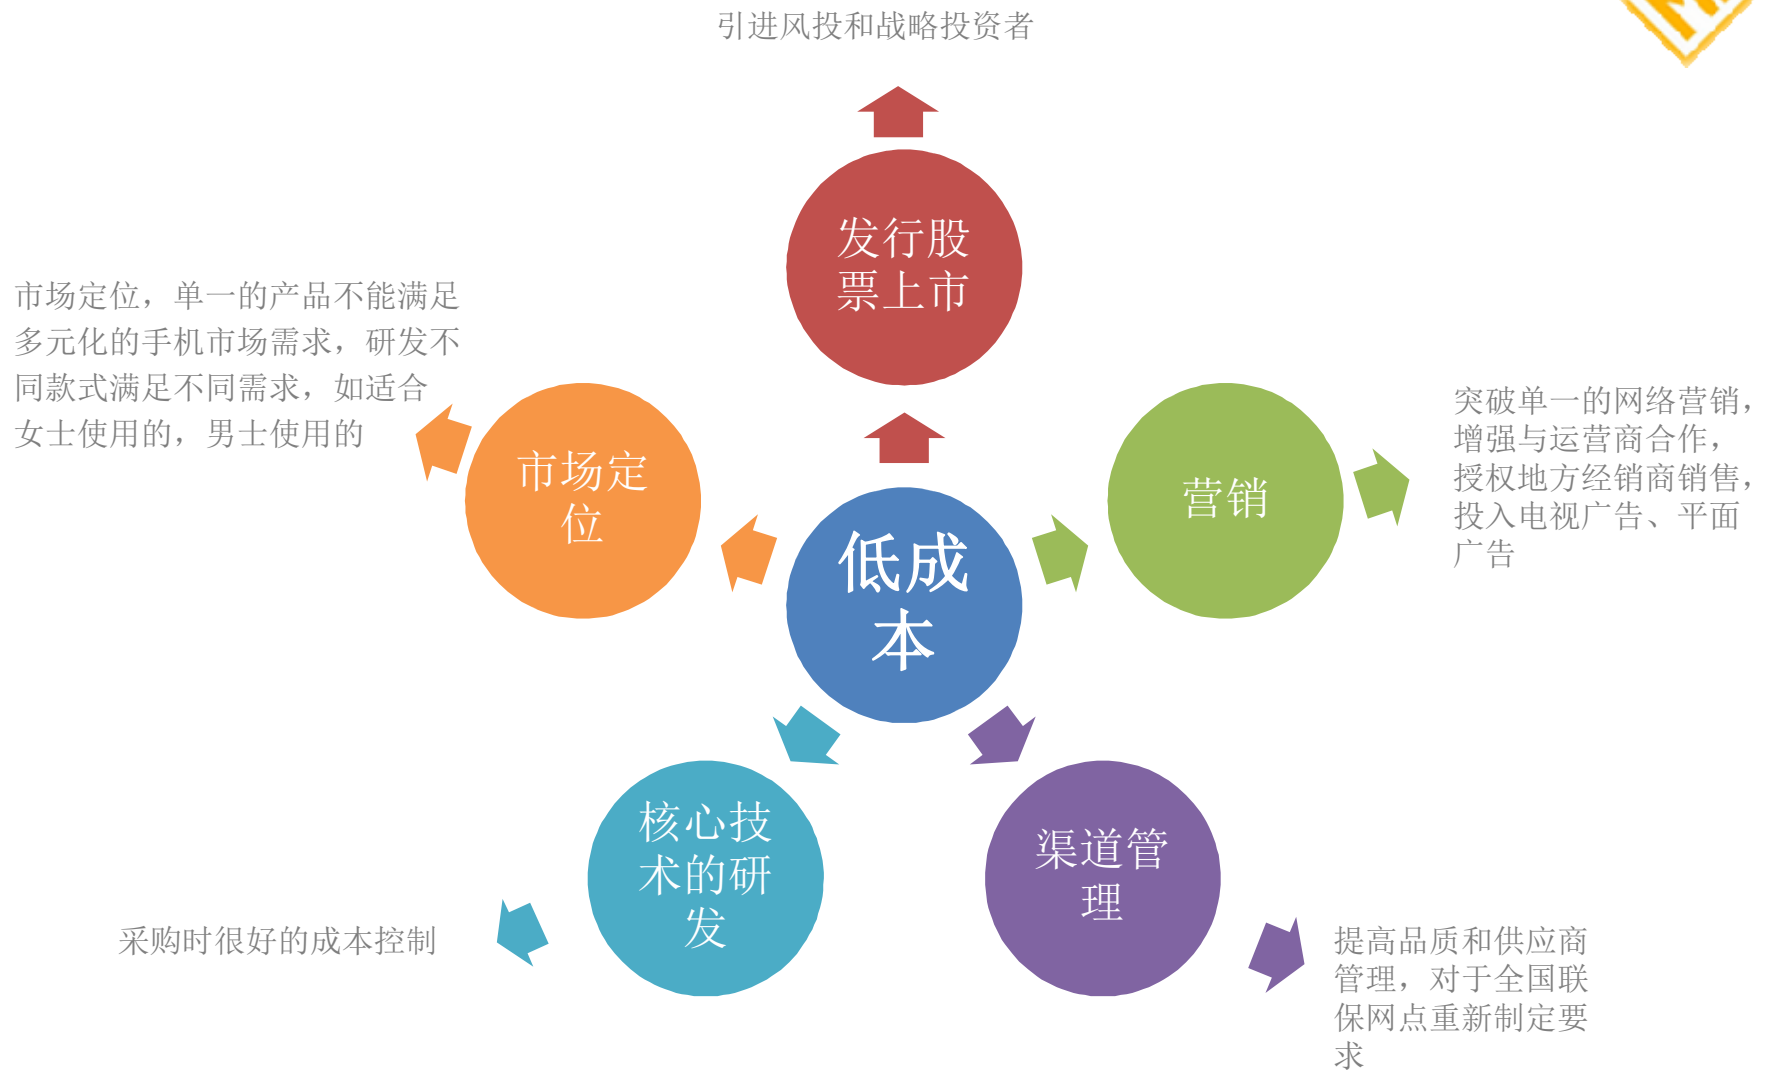 引进风投和战略投资者
发行股
票上市
市场定位，单一的产品不能满足
多元化的手机市场需求，研发不
同款式满足不同需求，如适合
女士使用的，男士使用的
市场定
位
营销
突破单一的网络营销，
增强与运营商合作，
授权地方经销商销售，
投入电视广告、平面
广告
低成
本
核心技
术的研
发
采购时很好的成本控制
渠道管
理
提高品质和供应商
管理，对于全国联
保网点重新制定要
求